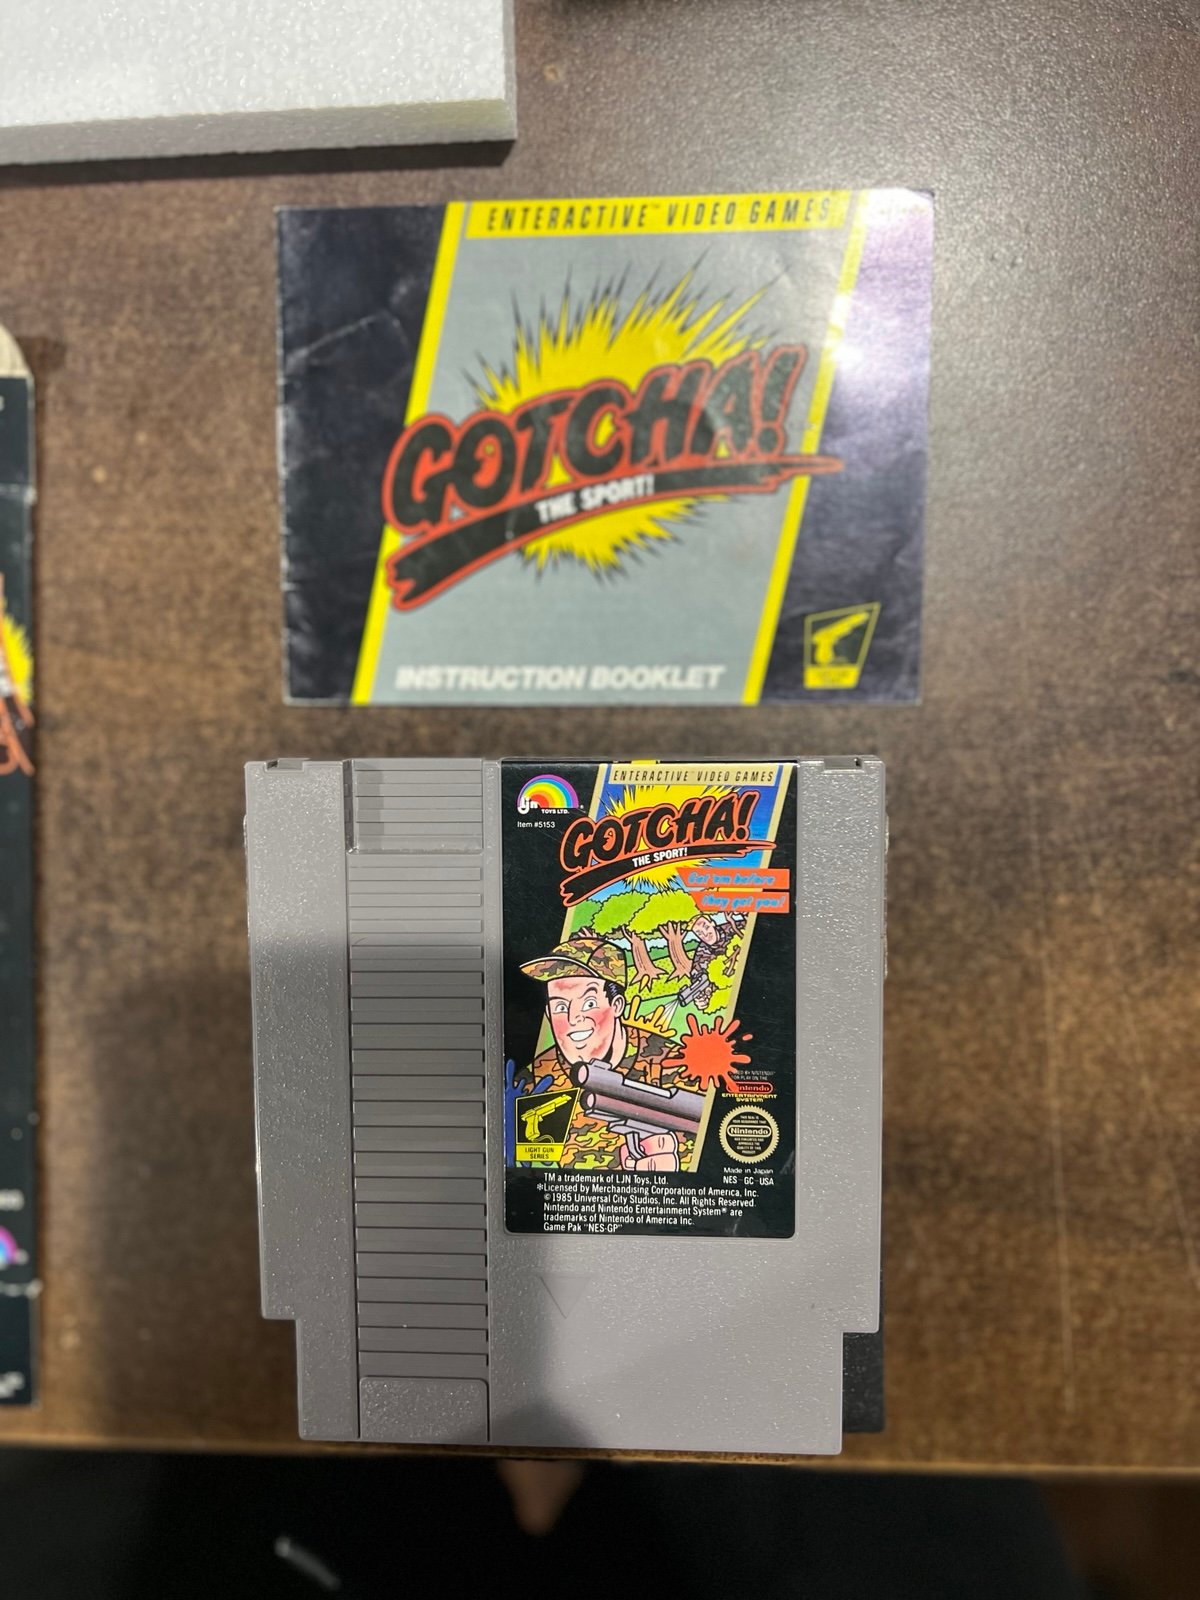 ENTERACTIVE™ VIDEO GAMES
GOTCHA!
THE SPORT!
INSTRUCTION BOOKLET
ENTERACTIVE™ VIDEO GAMES
ljn
TOYS LTD.
Item #5153
GOTCHA!
THE SPORT!
Get 'em before
they get you!
Nintendo
ENTERTAINMENT
SYSTEM
Nintendo
LIGHT GUN
SERIES
Made in Japan
NES-GC-USA
TM a trademark of LJN Toys, Ltd.
*Licensed by Merchandising Corporation of America, Inc.
©1985 Universal City Studios, Inc. All Rights Reserved.
Nintendo and Nintendo Entertainment System® are
trademarks of Nintendo of America Inc.
Game Pak "NES-GP"